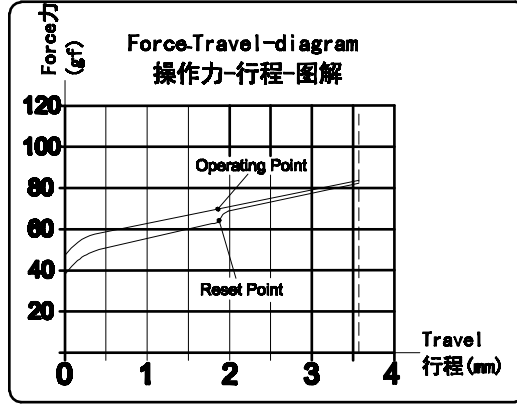 Force力
(gf)
Force-Travel-diagram
操作力-行程-图解
120
100
80
60
40
20
Operating Point
Reset Point
0
1
2
3
4
Travel
行程(mm)